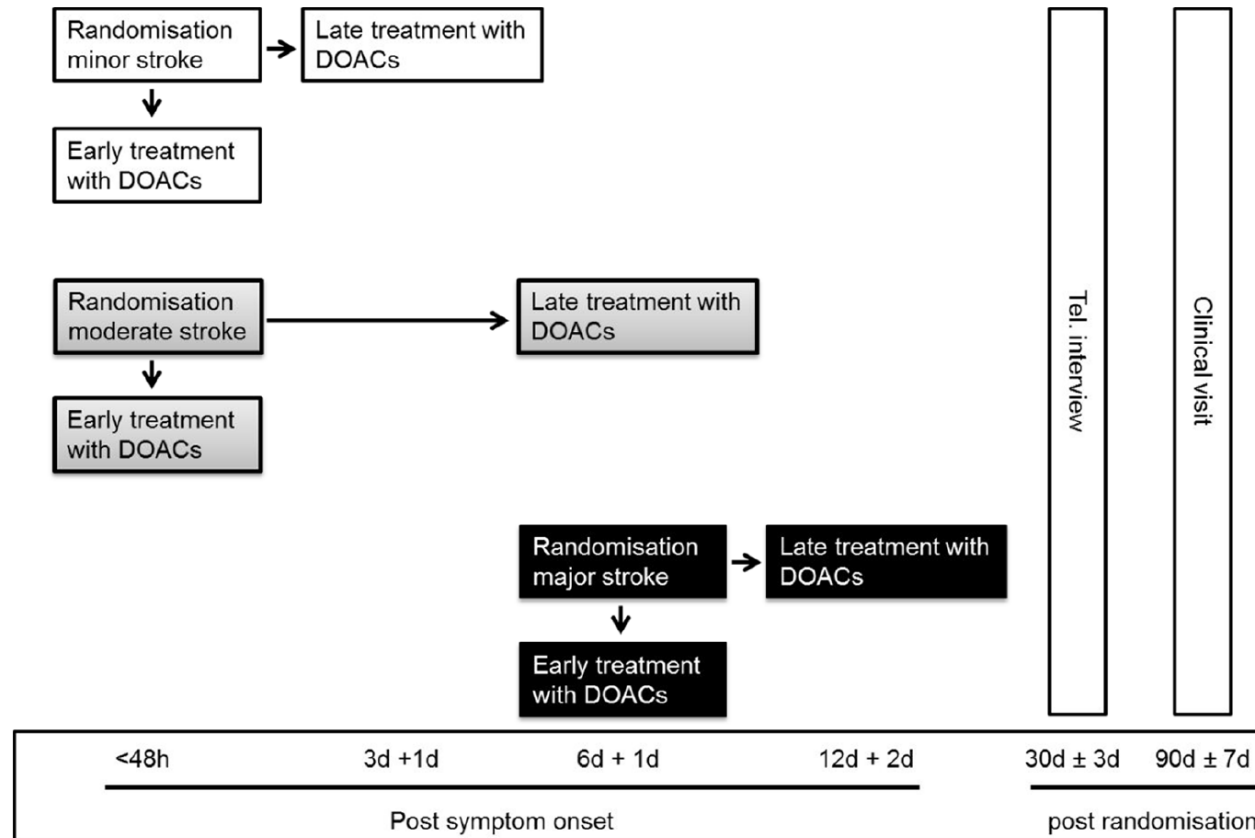 Randomisation
minor stroke
Late treatment with
DOACs
Early treatment
with DOACs
Randomisation
moderate stroke
Late treatment with
DOACs
Early treatment
with DOACs
Randomisation
major stroke
Late treatment with
DOACs
Early treatment
with DOACs
Tel. interview
Clinical visit
<48h
3d +1d
6d + 1d
12d + 2d
30d ± 3d
90d ± 7d
Post symptom onset
post randomisation